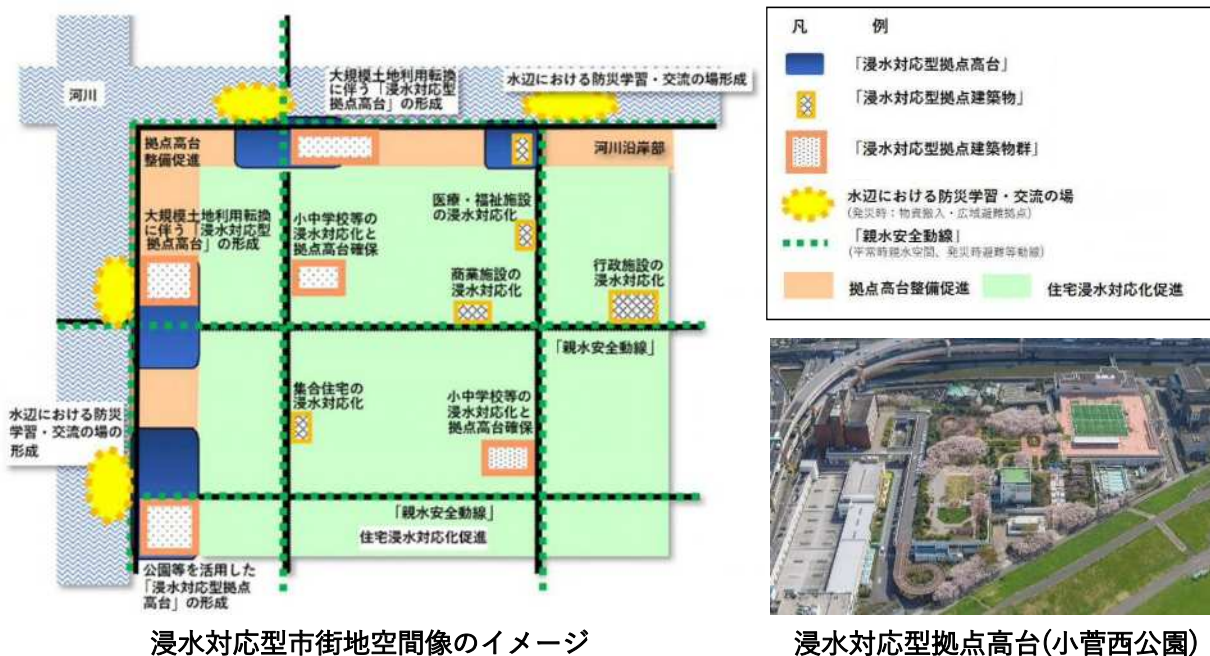 河川
大規模土地利用転換
に伴う「浸水対応型
拠点高台」の形成
水辺における防災学習・交流の場形成
拠点高台
整備促進
河川沿岸部
大規模土地利用転換
に伴う「浸水対応型
拠点高台」の形成
小中学校等の
浸水対応化と
拠点高台確保
医療・福祉施設
の浸水対応化
商業施設の
浸水対応化
行政施設の
浸水対応化
「親水安全動線」
水辺における防災
学習・交流の場の
形成
集合住宅の
浸水対応化
小中学校等の
浸水対応化と
拠点高台確保
「親水安全動線」
住宅浸水対応化促進
公園等を活用した
「浸水対応型拠点
高台」の形成
浸水対応型市街地空間像のイメージ
凡 例
「浸水対応型拠点高台」
「浸水対応型拠点建築物」
「浸水対応型拠点建築物群」
水辺における防災学習・交流の場
(発災時：物資搬入・広域避難拠点)
「親水安全動線」
(平常時親水空間、発災時避難等動線)
拠点高台整備促進
住宅浸水対応化促進
浸水対応型拠点高台(小菅西公園)